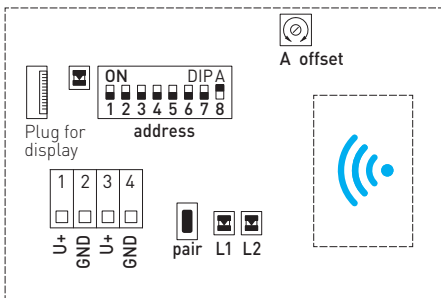 A offset
ON DIP A
1 2 3 4 5 6 7 8
address
Plug for
display
1 2 3 4
U+ GND U+ GND
pair L1 L2